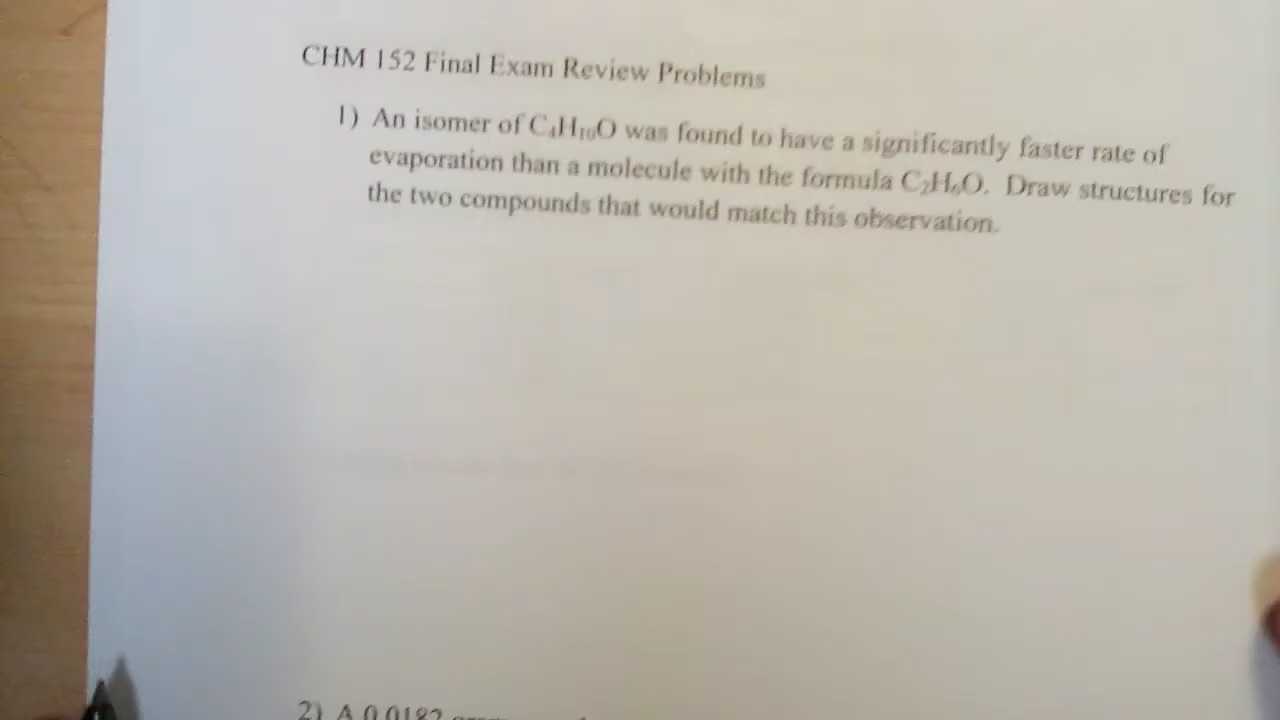 CHM 152 Final Exam Review Problems
1) An isomer of C₄H₁₀O was found to have a significantly faster rate of
evaporation than a molecule with the formula C₂H₆O. Draw structures for
the two compounds that would match this observation.
2) A 0.0182